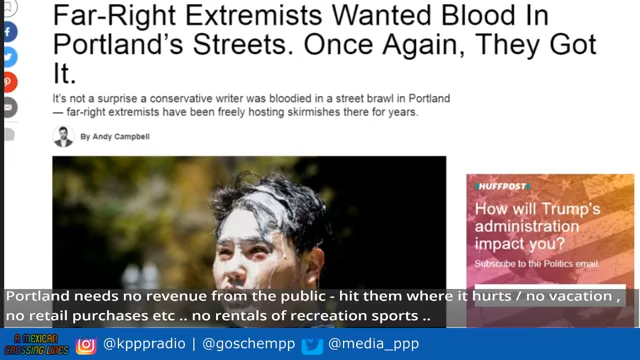 Far-Right Extremists Wanted Blood In
Portland's Streets. Once Again, They Got
It.
It's not a surprise a conservative writer was bloodied in a street brawl in Portland
— far-right extremists have been freely hosting skirmishes there for years.
By Andy Campbell
HUFFPOST
How will Trump's
administration
impact you?
Subscribe to the Politics email.
Portland needs no revenue from the public - hit them where it hurts / no vacation ,
no retail purchases etc .. no rentals of recreation sports ..
A MEXICAN
CROSSING LINES
@kpppradio | @goschempp @media_ppp